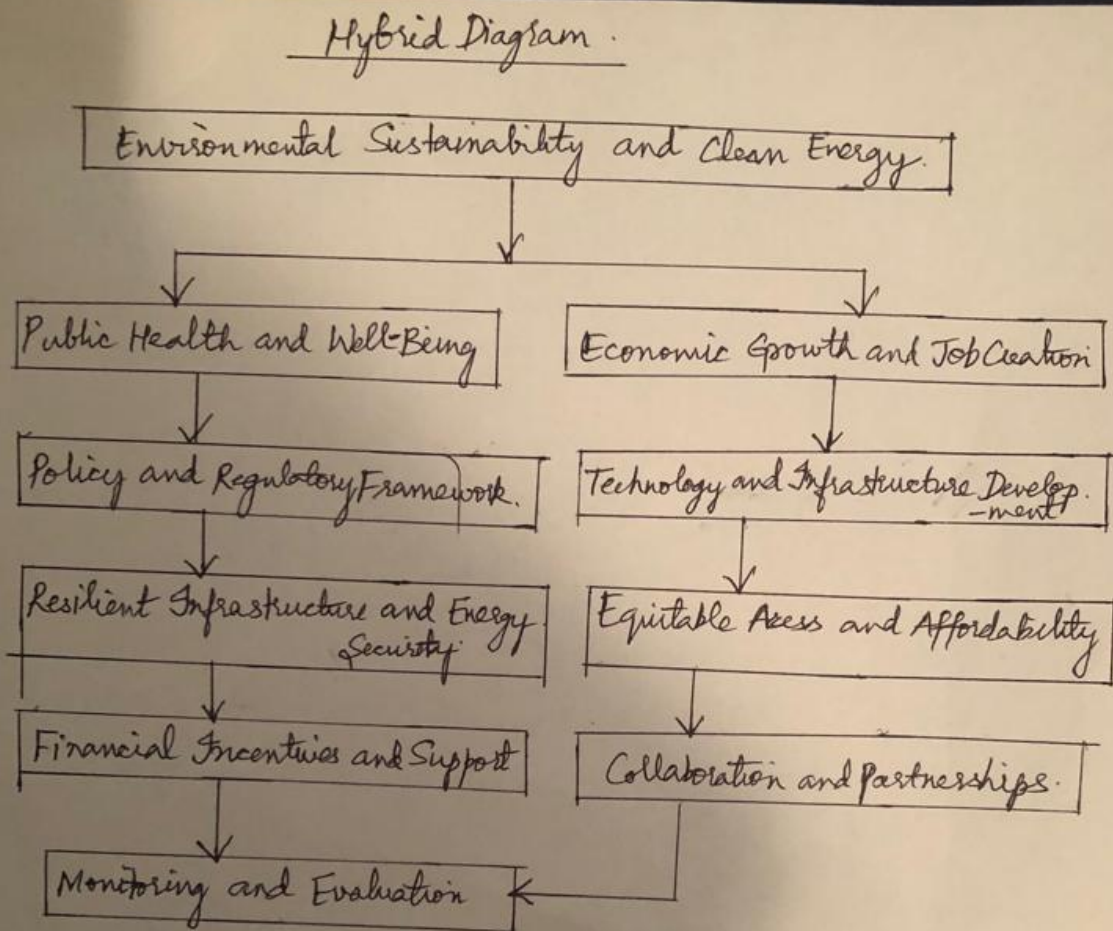 Hybrid Diagram.
Environmental Sustainability and Clean Energy.
Public Health and Well-Being
Economic Growth and Job Creation
Policy and Regulatory Framework.
Technology and Infrastructure Develop.
-ment
Resilient Infrastructure and Energy
Security.
Equitable Acess and Affordability
Financial Incentives and Support
Collaboration and Partnerships.
Monitoring and Evaluation